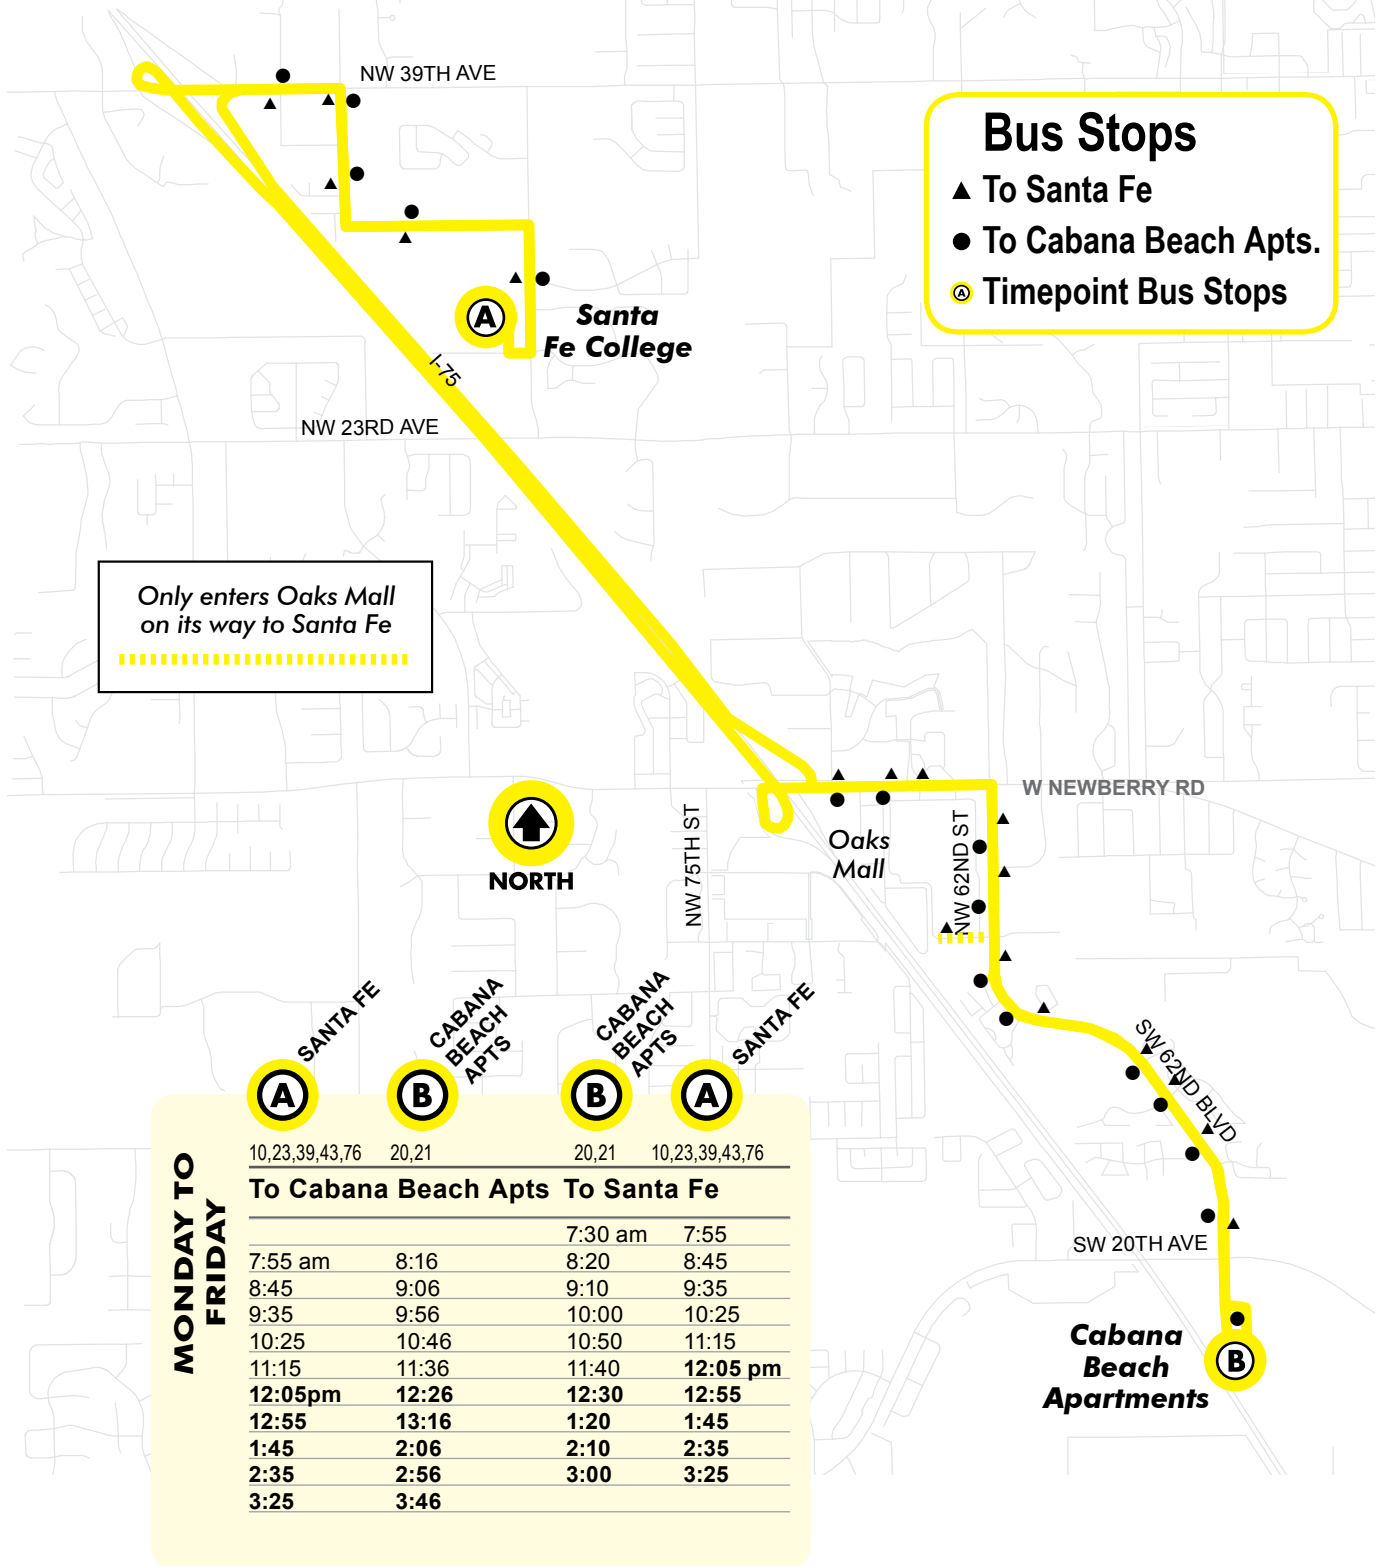 NW 39TH AVE
Bus Stops
To Santa Fe
To Cabana Beach Apts.
A Timepoint Bus Stops
A
Santa
Fe College
I-75
NW 23RD AVE
Only enters Oaks Mall
on its way to Santa Fe
W NEWBERRY RD
Oaks
Mall
NW 62ND ST
NW 75TH ST
NORTH
SW 62ND BLVD
SW 20TH AVE
Cabana
Beach
Apartments
B
SANTA FE
CABANA
BEACH
APTS
CABANA
BEACH
APTS
SANTA FE
A B B A
MONDAY TO
FRIDAY
10,23,39,43,76 20,21 20,21 10,23,39,43,76
To Cabana Beach Apts To Santa Fe
7:30 am 7:55
7:55 am 8:16 8:20 8:45
8:45 9:06 9:10 9:35
9:35 9:56 10:00 10:25
10:25 10:46 10:50 11:15
11:15 11:36 11:40 12:05 pm
12:05pm 12:26 12:30 12:55
12:55 13:16 1:20 1:45
1:45 2:06 2:10 2:35
2:35 2:56 3:00 3:25
3:25 3:46